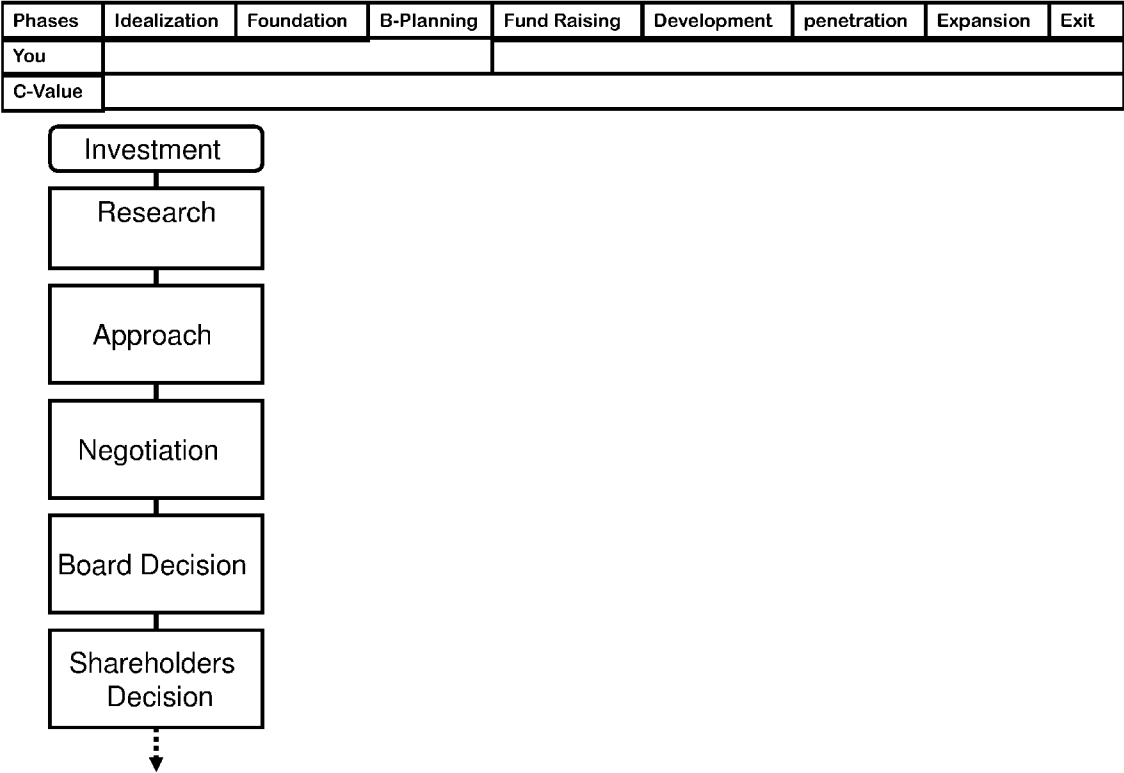 Phases Idealization Foundation B-Planning Fund Raising Development penetration Expansion Exit
You
C-Value
Investment
Research
Approach
Negotiation
Board Decision
Shareholders
Decision